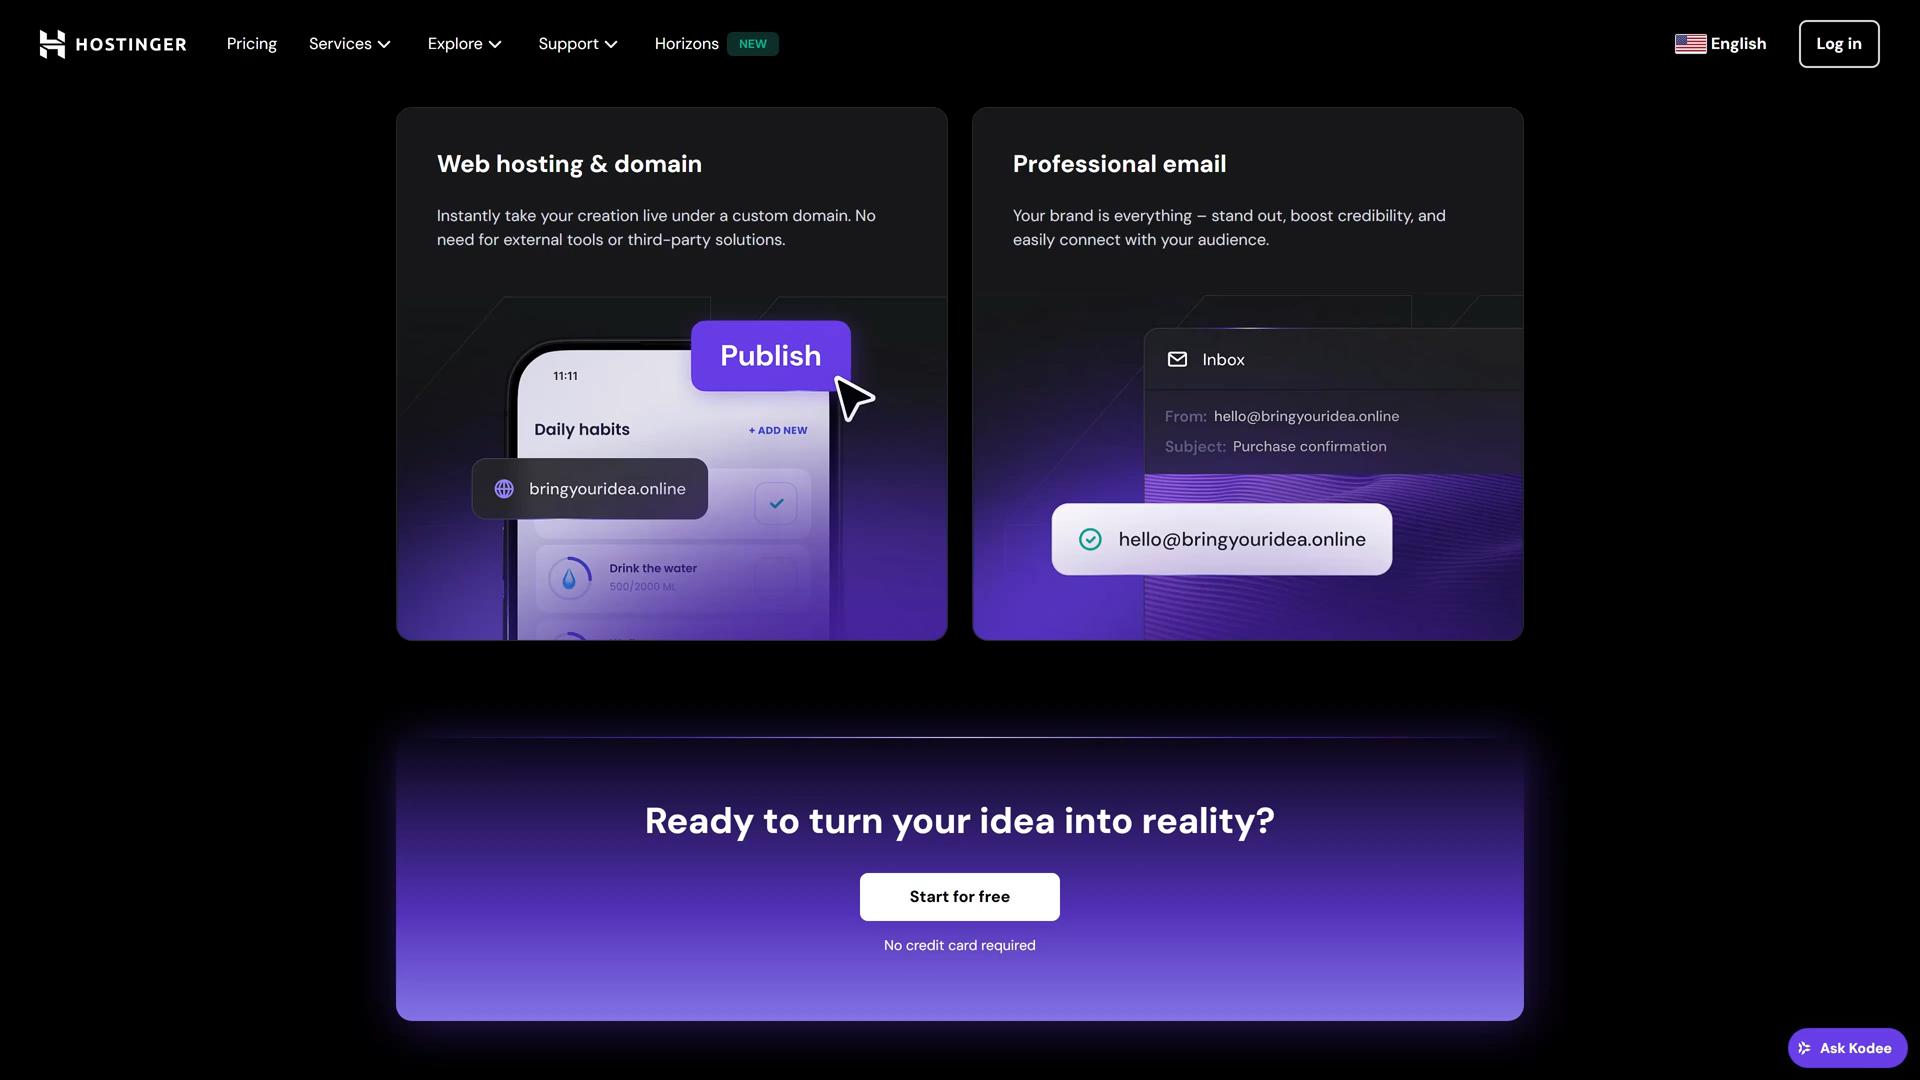 HOSTINGER Pricing Services Explore Support Horizons NEW English Log in
Web hosting & domain
Instantly take your creation live under a custom domain. No
need for external tools or third-party solutions.
Publish
11:11
Daily habits + ADD NEW
bringyouridea.online
Drink the water
500/2000 ML
Professional email
Your brand is everything – stand out, boost credibility, and
easily connect with your audience.
Inbox
From: hello@bringyouridea.online
Subject: Purchase confirmation
hello@bringyouridea.online
Ready to turn your idea into reality?
Start for free
No credit card required
Ask Kodee